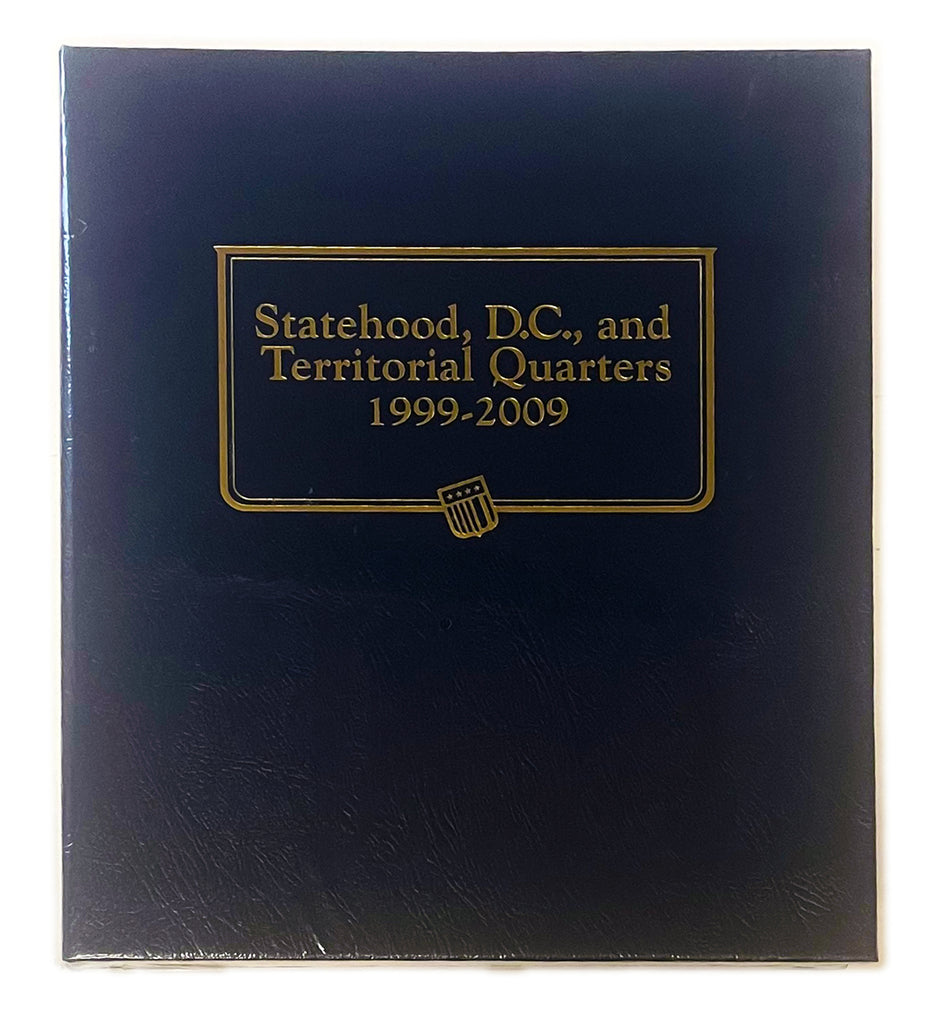 Statehood, D.C., and
Territorial Quarters
1999-2009